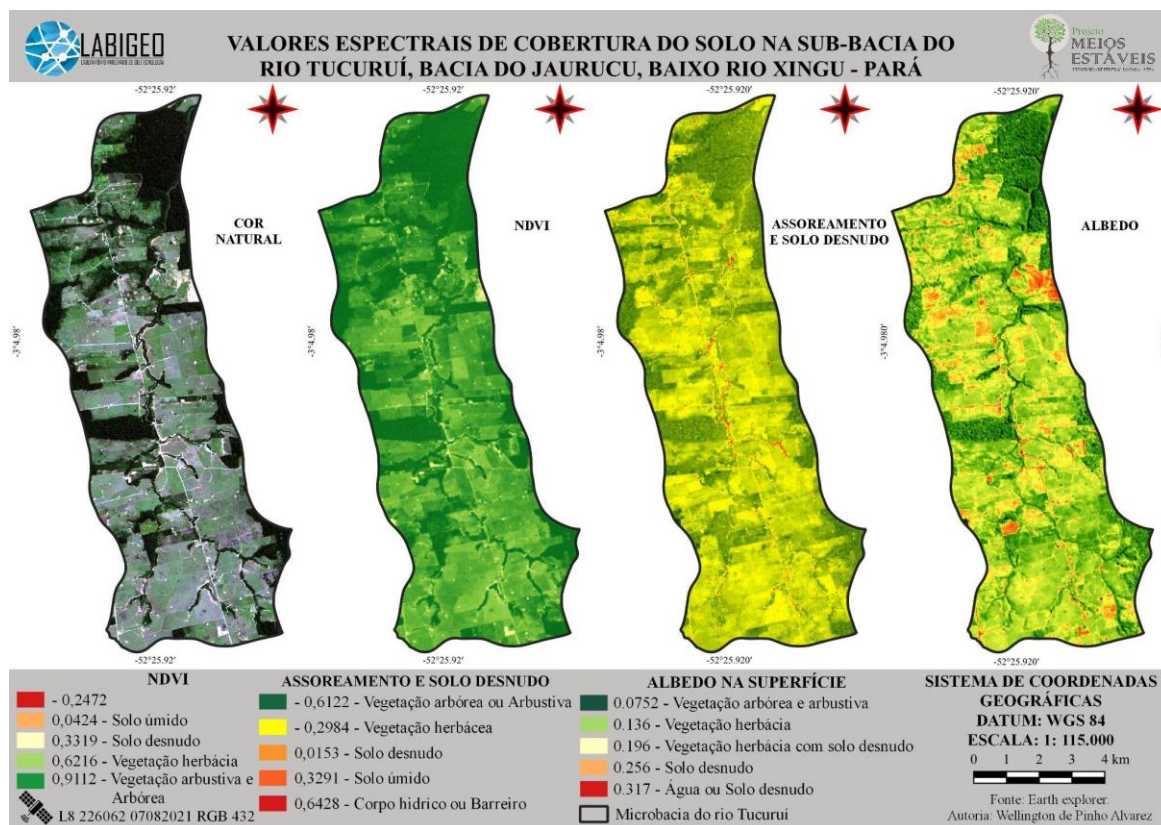 LABIGEO
VALORES ESPECTRAIS DE COBERTURA DO SOLO NA SUB-BACIA DO
RIO TUCURUÍ, BACIA DO JAURUCU, BAIXO RIO XINGU - PARÁ
Projeto
MEIOS
ESTÁVEIS
-52°25.920'
-52°25.920'
-52°25.920'
-52°25.920'
COR
NATURAL
NDVI
ASSOREAMENTO
E SOLO DESNUDO
ALBEDO
-3°4.98'
-3°4.98'
-3°4.98'
-3°4.980'
-52°25.92'
-52°25.92'
-52°25.920'
-52°25.920'
NDVI
- 0,2472
0,0424 - Solo úmido
0,3319 - Solo desnudo
0,6216 - Vegetação herbácia
0,9112 - Vegetação arbustiva e
Arbórea
L8 226062 07082021 RGB 432
ASSOREAMENTO E SOLO DESNUDO
- 0,6122 - Vegetação arbórea ou Arbustiva
- 0,2984 - Vegetação herbácea
0,0153 - Solo desnudo
0,3291 - Solo úmido
0,6428 - Corpo hídrico ou Barreiro
ALBEDO NA SUPERFÍCIE
0.0752 - Vegetação arbórea e arbustiva
0.136 - Vegetação herbácia
0.196 - Vegetação herbácia com solo desnudo
0.256 - Solo desnudo
0.317 - Água ou Solo desnudo
Microbacia do rio Tucuruí
SISTEMA DE COORDENADAS
GEOGRÁFICAS
DATUM: WGS 84
ESCALA: 1: 115.000
0 1 2 3 4 km
Fonte: Earth explorer.
Autoria: Wellington de Pinho Alvarez